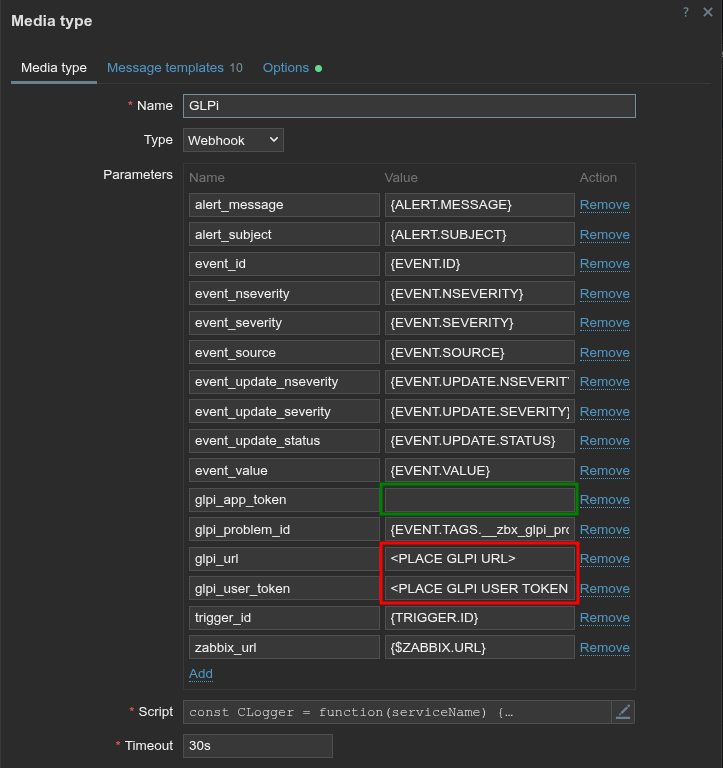 Media type
? ×
Media type Message templates 10 Options
* Name GLPi
Type Webhook
Parameters Name Value Action
alert_message {ALERT.MESSAGE} Remove
alert_subject {ALERT.SUBJECT} Remove
event_id {EVENT.ID} Remove
event_nseverity {EVENT.NSEVERITY} Remove
event_severity {EVENT.SEVERITY} Remove
event_source {EVENT.SOURCE} Remove
event_update_nseverity {EVENT.UPDATE.NSEVERIT Remove
event_update_severity {EVENT.UPDATE.SEVERITY} Remove
event_update_status {EVENT.UPDATE.STATUS} Remove
event_value {EVENT.VALUE} Remove
glpi_app_token Remove
glpi_problem_id {EVENT.TAGS.__zbx_glpi_pro Remove
glpi_url <PLACE GLPI URL> Remove
glpi_user_token <PLACE GLPI USER TOKEN Remove
trigger_id {TRIGGER.ID} Remove
zabbix_url {$ZABBIX.URL} Remove
Add
* Script const CLogger = function(serviceName) {…
* Timeout 30s